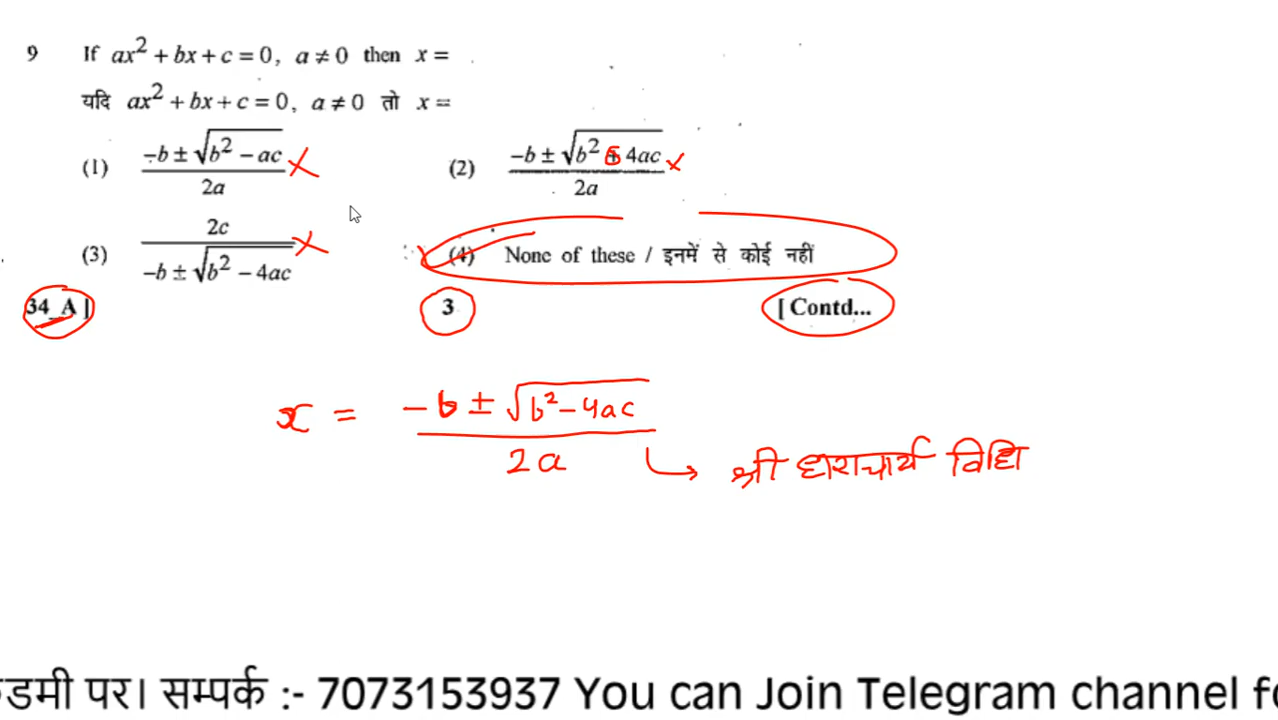 9 If ax² + bx + c = 0, a ≠ 0 then x =
यदि ax² + bx + c = 0, a ≠ 0 तो x =
(1) (-b ± √(b² - ac)) / 2a × (2) (-b ± √(b² + 4ac)) / 2a ×
(3) 2c / (-b ± √(b² - 4ac)) × (4) None of these / इनमें से कोई नहीं
34_A ] 3 [ Contd...
x = (-b ± √(b² - 4ac)) / 2a
→ श्री धाराचार्य विधि
कडमी पर। सम्पर्क :- 7073153937 You can Join Telegram channel fo